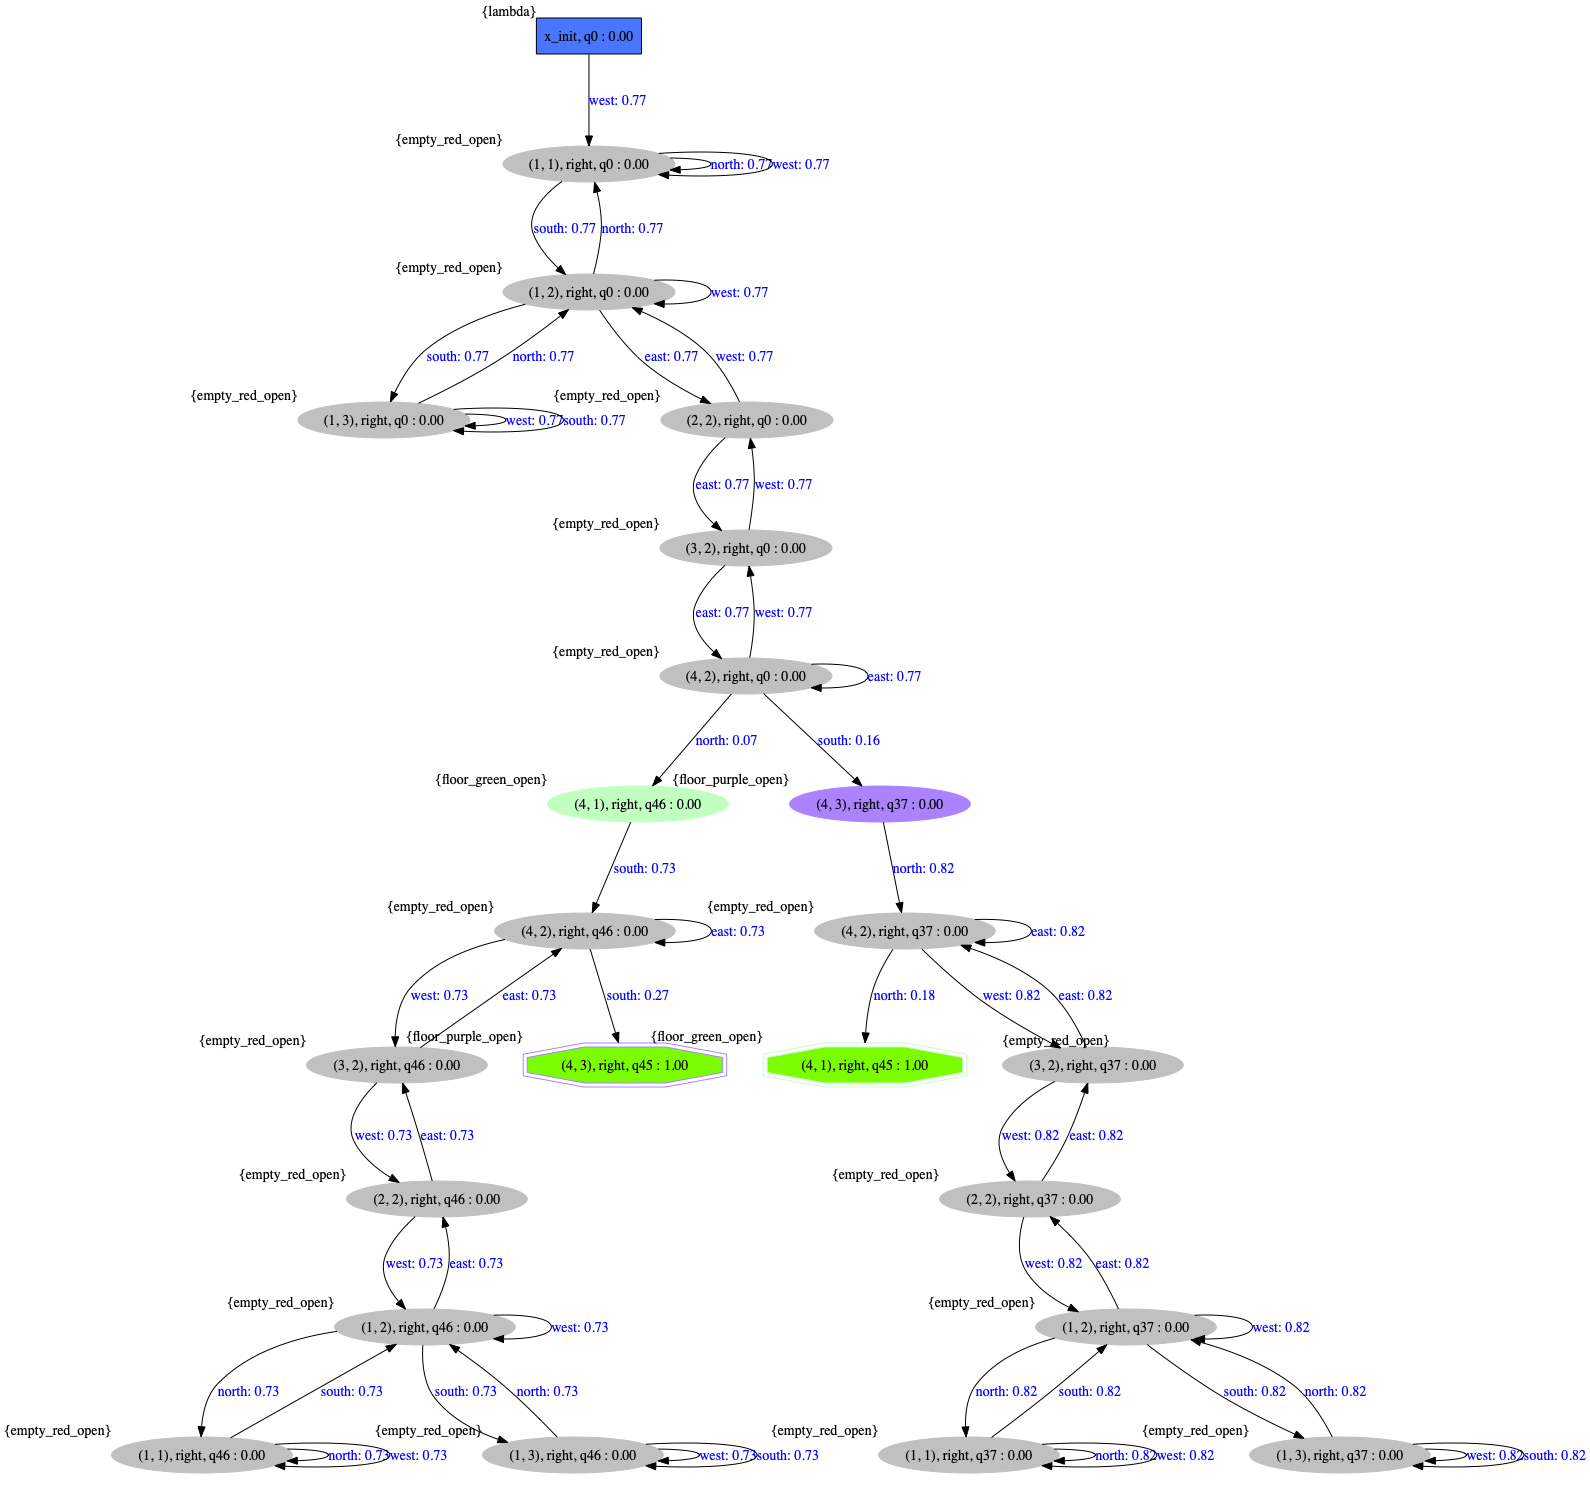 {lambda}
x_init, q0 : 0.00
west: 0.77
{empty_red_open}
(1, 1), right, q0 : 0.00
north: 0.77
west: 0.77
south: 0.77
north: 0.77
{empty_red_open}
(1, 2), right, q0 : 0.00
west: 0.77
south: 0.77
north: 0.77
east: 0.77
west: 0.77
{empty_red_open}
(1, 3), right, q0 : 0.00
west: 0.77
south: 0.77
{empty_red_open}
(2, 2), right, q0 : 0.00
east: 0.77
west: 0.77
{empty_red_open}
(3, 2), right, q0 : 0.00
east: 0.77
west: 0.77
{empty_red_open}
(4, 2), right, q0 : 0.00
east: 0.77
north: 0.07
south: 0.16
{floor_green_open}
(4, 1), right, q46 : 0.00
{floor_purple_open}
(4, 3), right, q37 : 0.00
south: 0.73
north: 0.82
{empty_red_open}
(4, 2), right, q46 : 0.00
east: 0.73
{empty_red_open}
(4, 2), right, q37 : 0.00
east: 0.82
west: 0.73
east: 0.73
south: 0.27
north: 0.18
west: 0.82
east: 0.82
{empty_red_open}
(3, 2), right, q46 : 0.00
{floor_purple_open}
(4, 3), right, q45 : 1.00
{floor_green_open}
(4, 1), right, q45 : 1.00
{empty_red_open}
(3, 2), right, q37 : 0.00
west: 0.73
east: 0.73
west: 0.82
east: 0.82
{empty_red_open}
(2, 2), right, q46 : 0.00
{empty_red_open}
(2, 2), right, q37 : 0.00
west: 0.73
east: 0.73
west: 0.82
east: 0.82
{empty_red_open}
(1, 2), right, q46 : 0.00
west: 0.73
{empty_red_open}
(1, 2), right, q37 : 0.00
west: 0.82
north: 0.73
south: 0.73
south: 0.73
north: 0.73
north: 0.82
south: 0.82
south: 0.82
north: 0.82
{empty_red_open}
(1, 1), right, q46 : 0.00
north: 0.73
west: 0.73
{empty_red_open}
(1, 3), right, q46 : 0.00
west: 0.73
south: 0.73
{empty_red_open}
(1, 1), right, q37 : 0.00
north: 0.82
west: 0.82
{empty_red_open}
(1, 3), right, q37 : 0.00
west: 0.82
south: 0.82